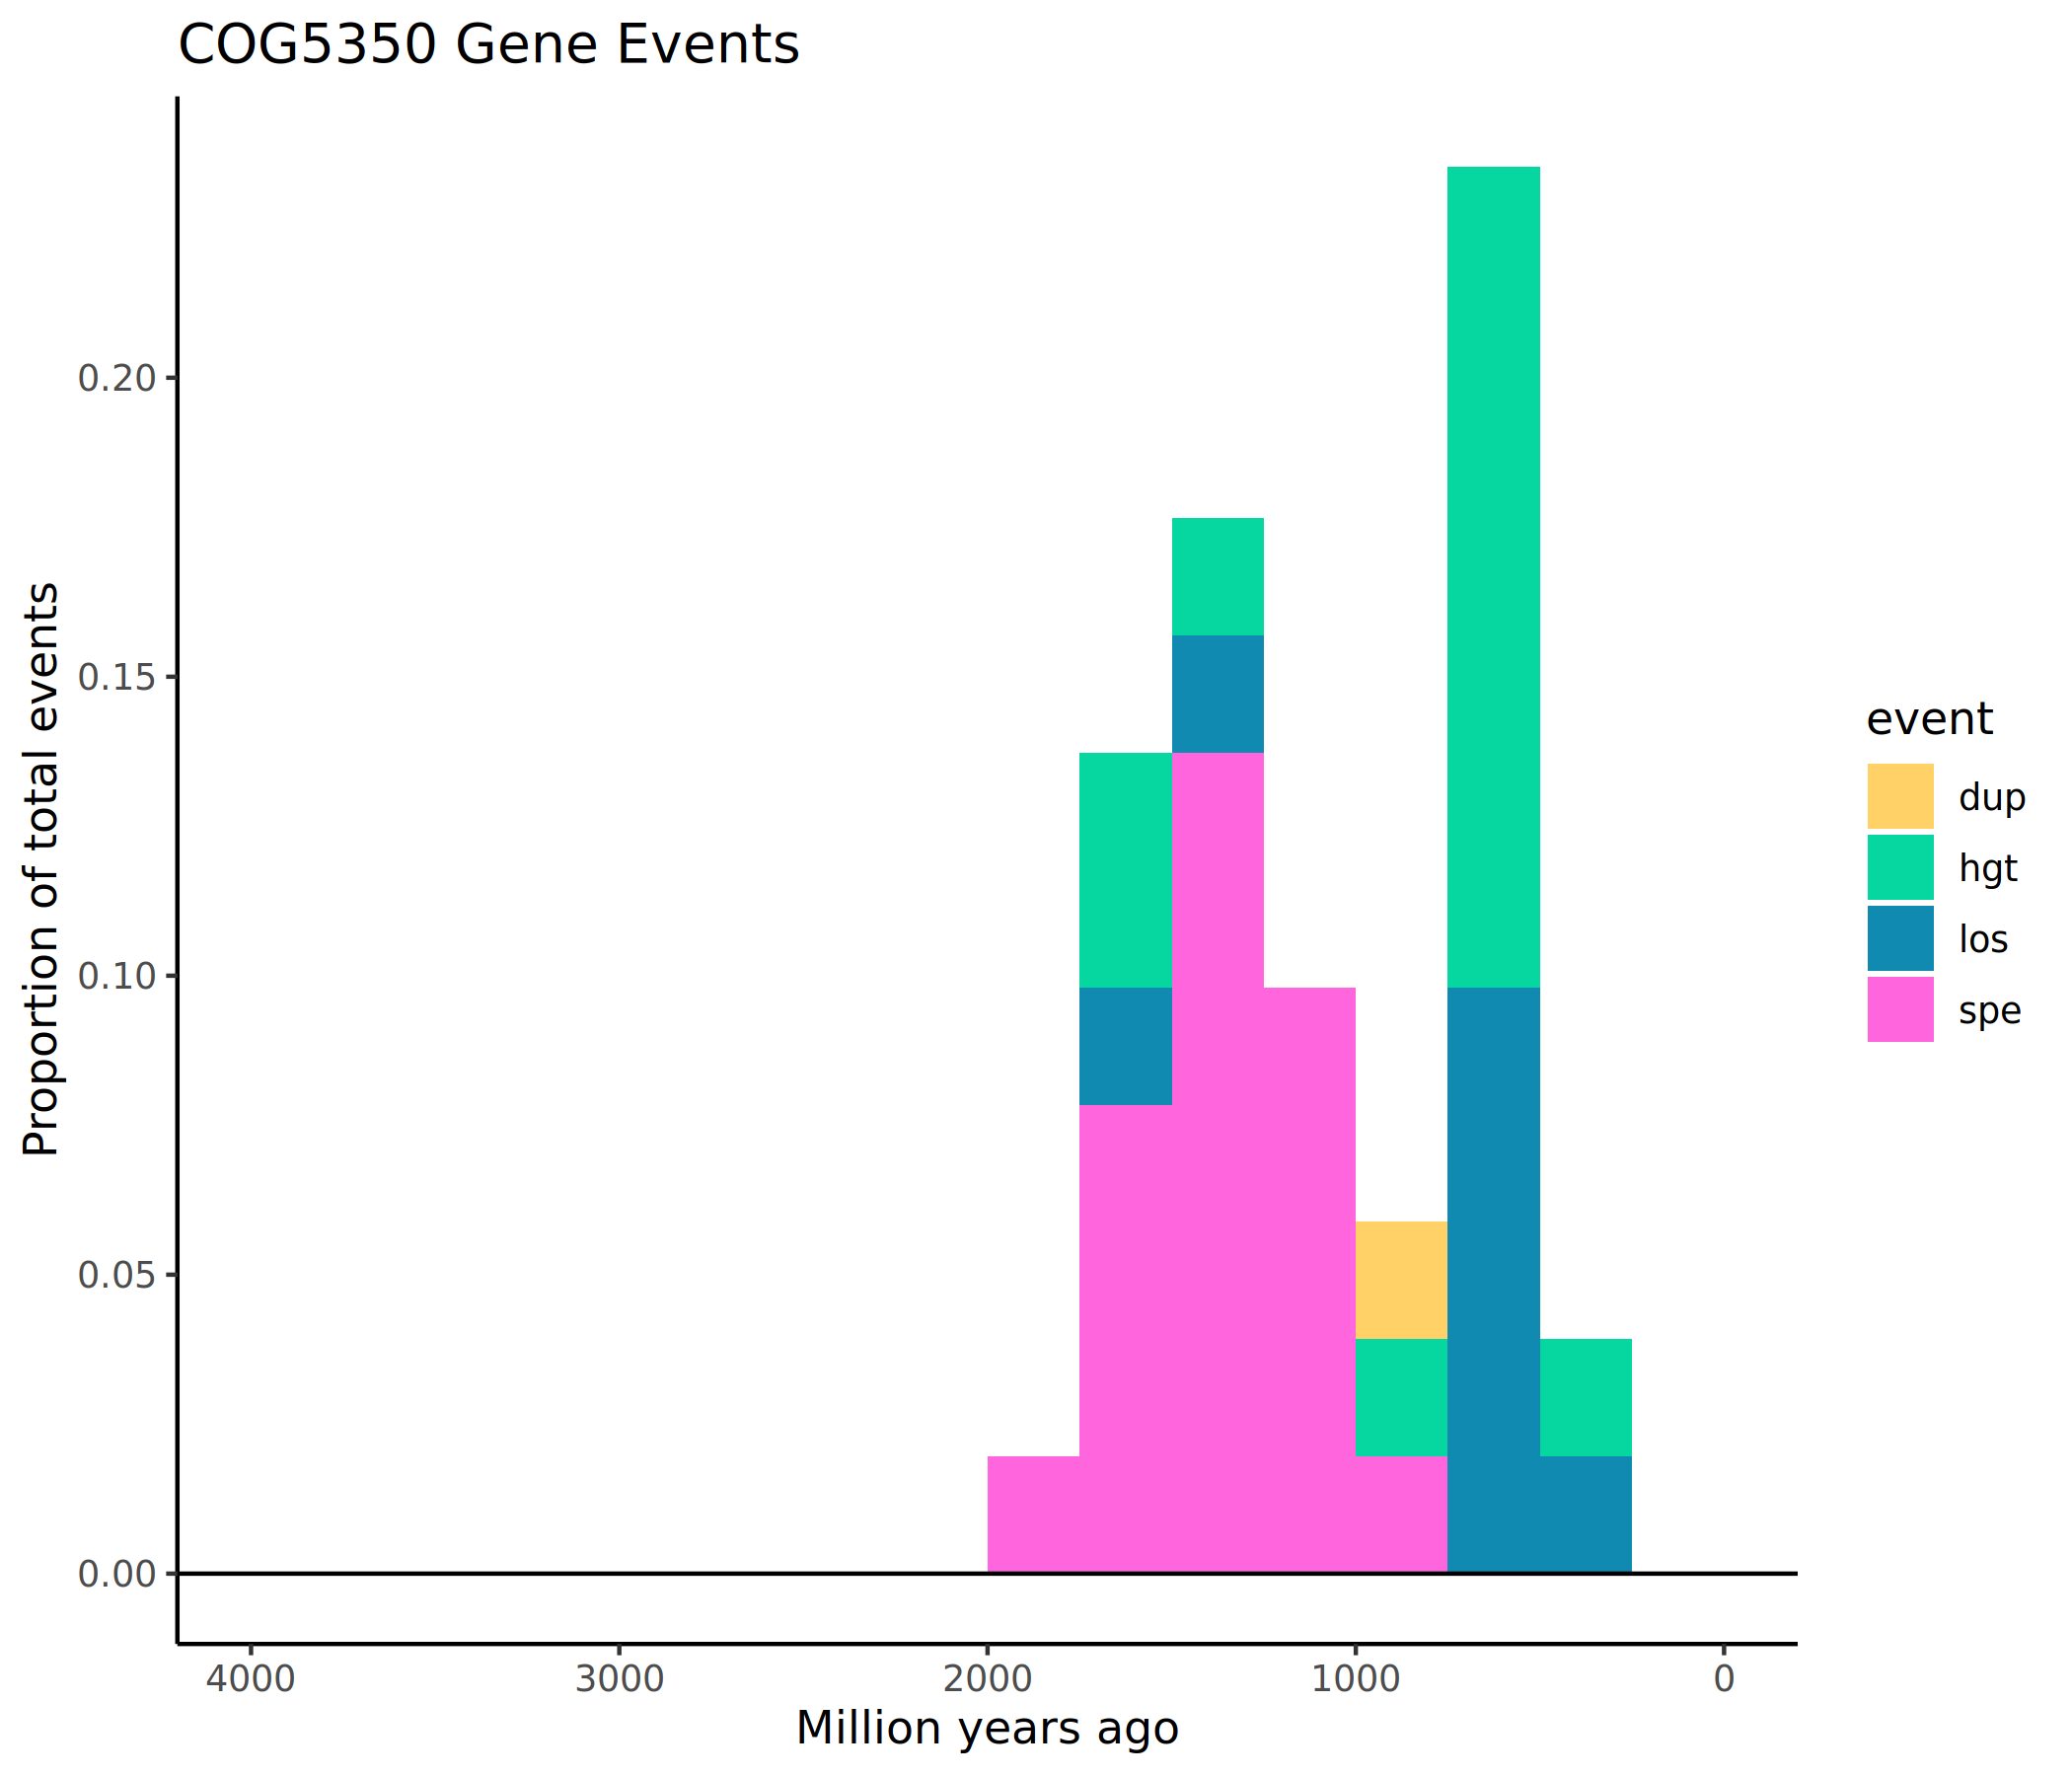 COG5350 Gene Events
Proportion of total events
0.20
0.15
0.10
0.05
0.00
4000 3000 2000 1000 0
Million years ago
event
dup
hgt
los
spe